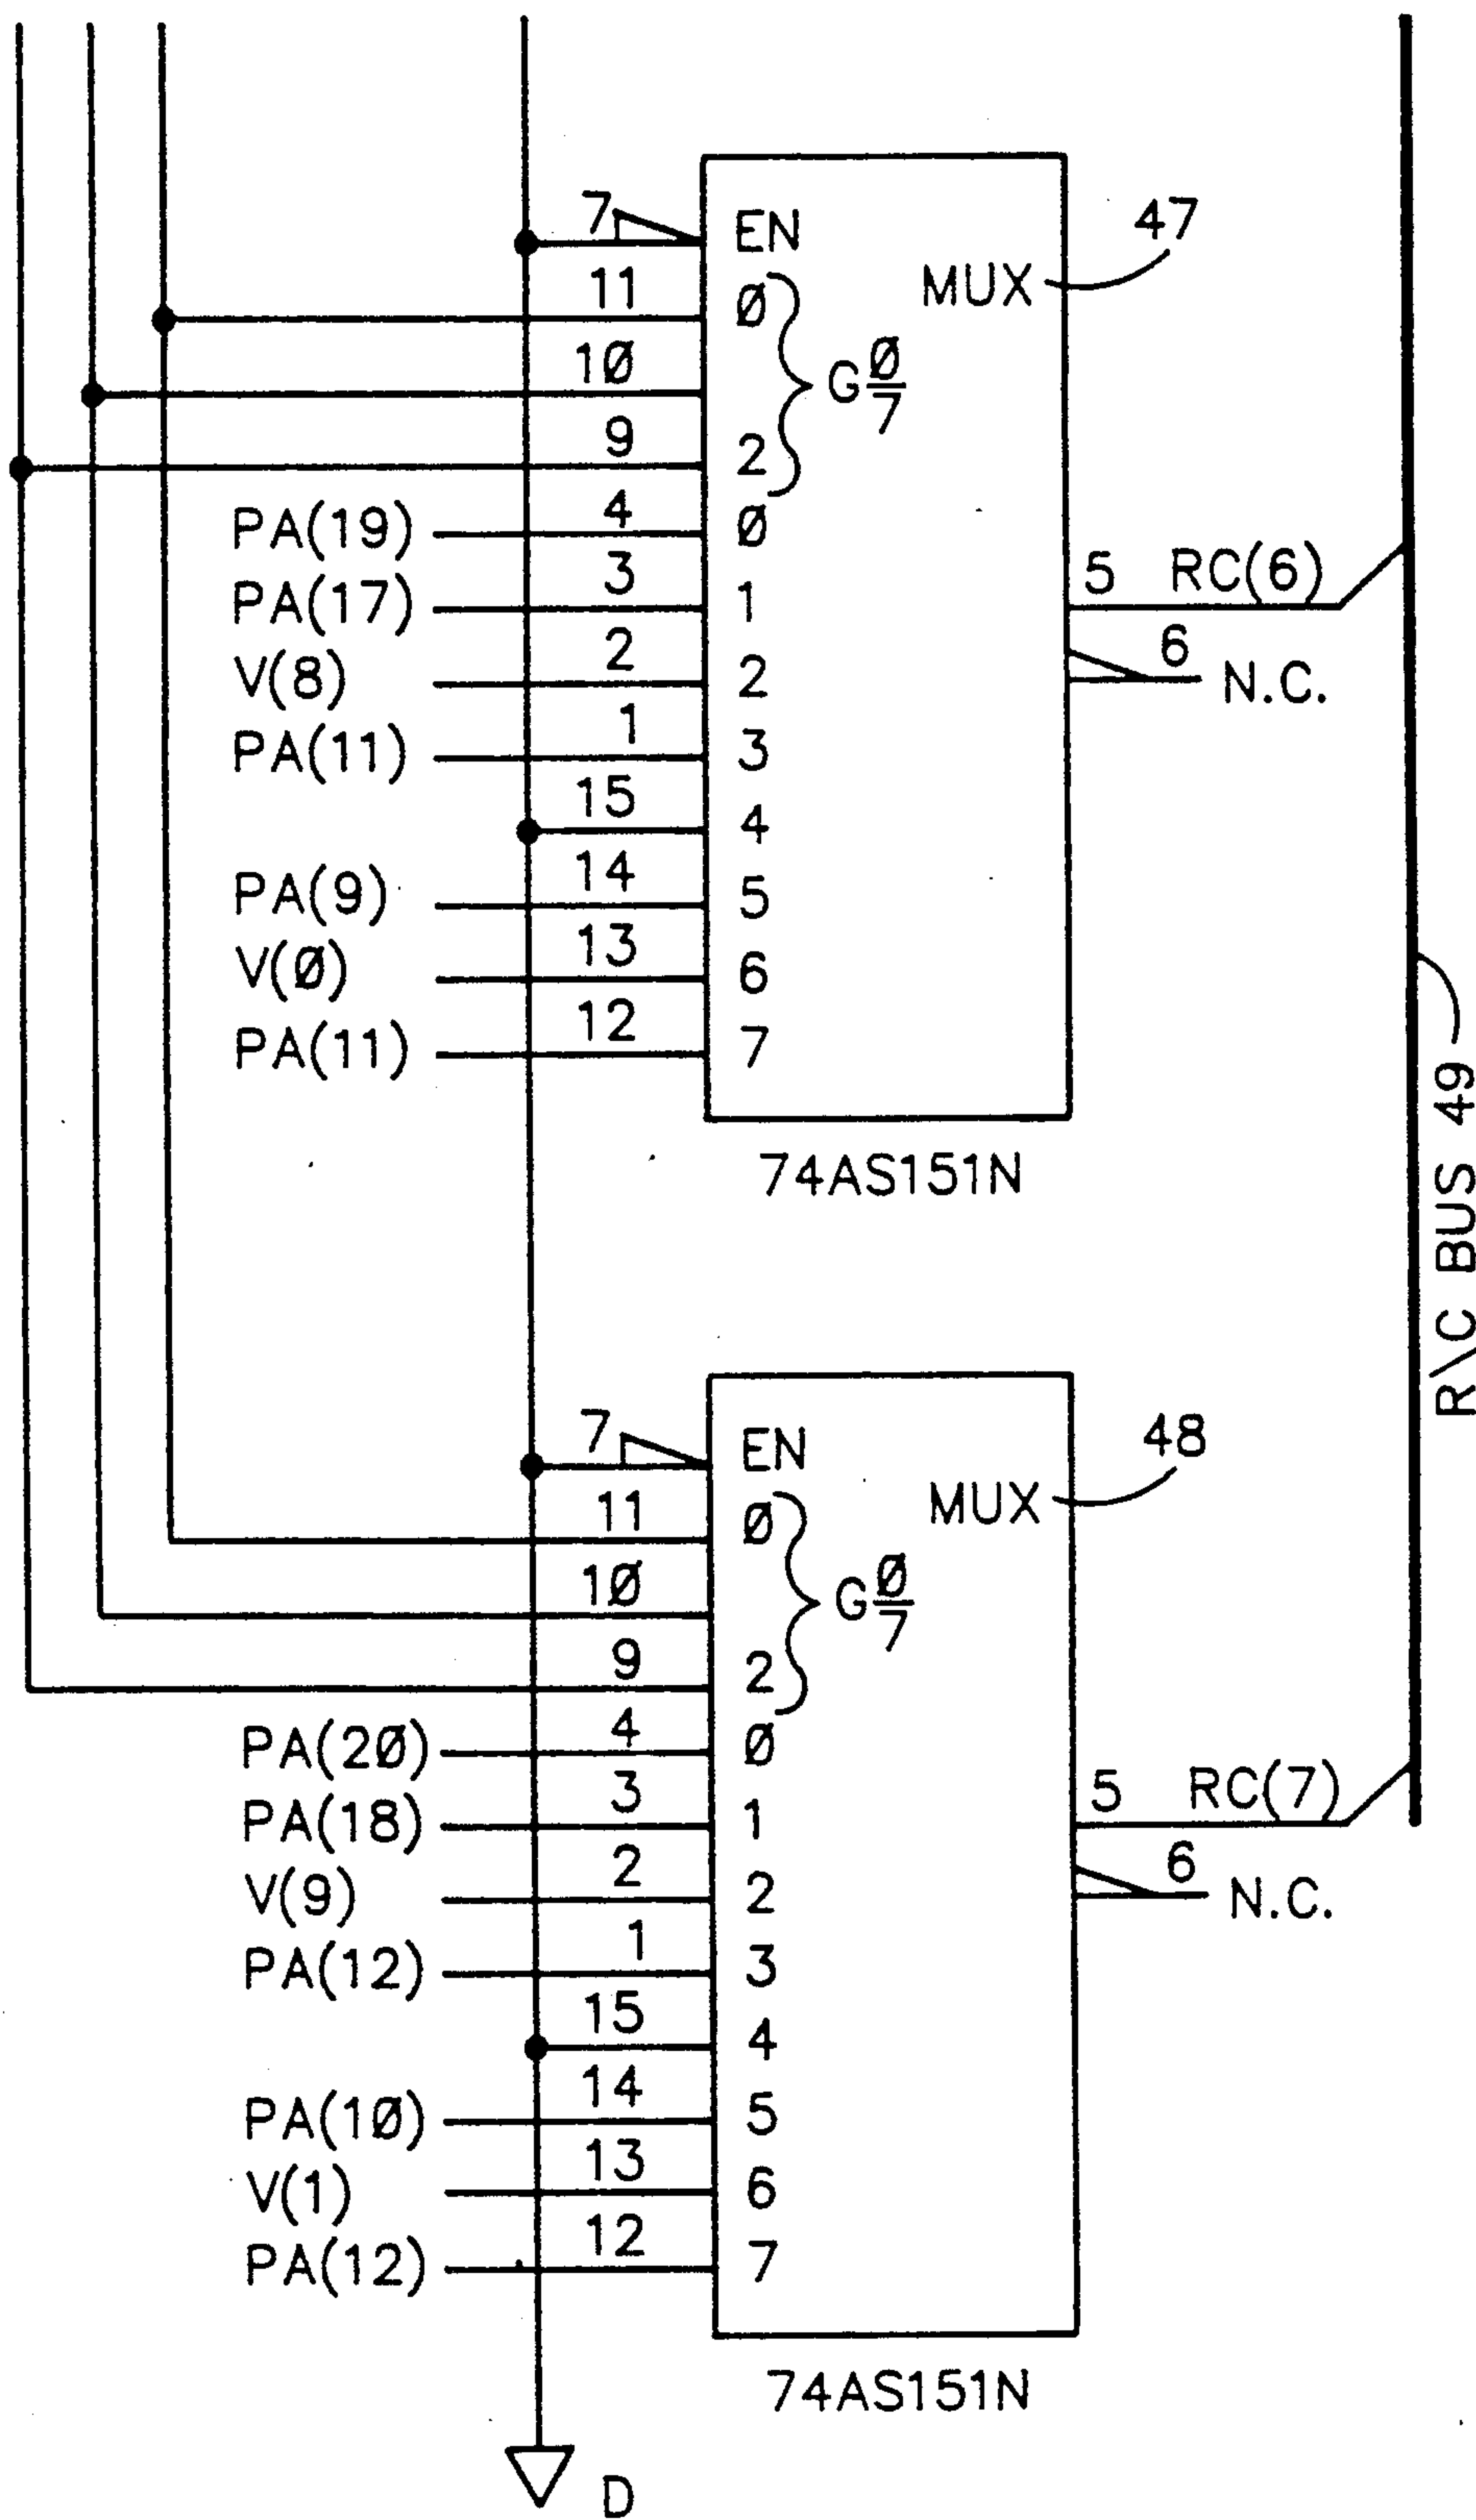 7 EN
47
MUX
11 Ø
10 G Ø/7
9 2
PA(19) 4 Ø
PA(17) 3 1
5 RC(6)
V(8) 2 2
6 N.C.
PA(11) 1 3
15 4
PA(9) 14 5
V(Ø) 13 6
PA(11) 12 7
74AS151N
R\C BUS 49
7 EN
48
MUX
11 Ø
1Ø G Ø/7
9 2
PA(2Ø) 4 Ø
PA(18) 3 1
5 RC(7)
V(9) 2 2
6 N.C.
PA(12) 1 3
15 4
PA(1Ø) 14 5
V(1) 13 6
PA(12) 12 7
74AS151N
D